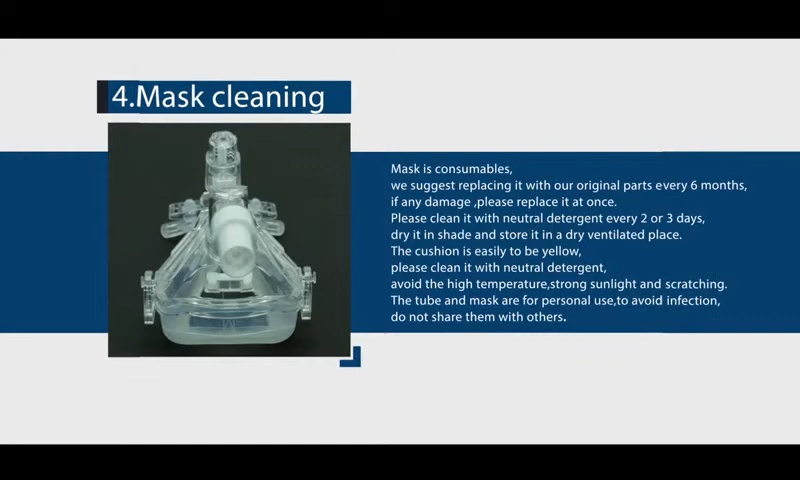 4.Mask cleaning
Mask is consumables,
we suggest replacing it with our original parts every 6 months,
if any damage ,please replace it at once.
Please clean it with neutral detergent every 2 or 3 days,
dry it in shade and store it in a dry ventilated place.
The cushion is easily to be yellow,
please clean it with neutral detergent,
avoid the high temperature,strong sunlight and scratching.
The tube and mask are for personal use,to avoid infection,
do not share them with others.